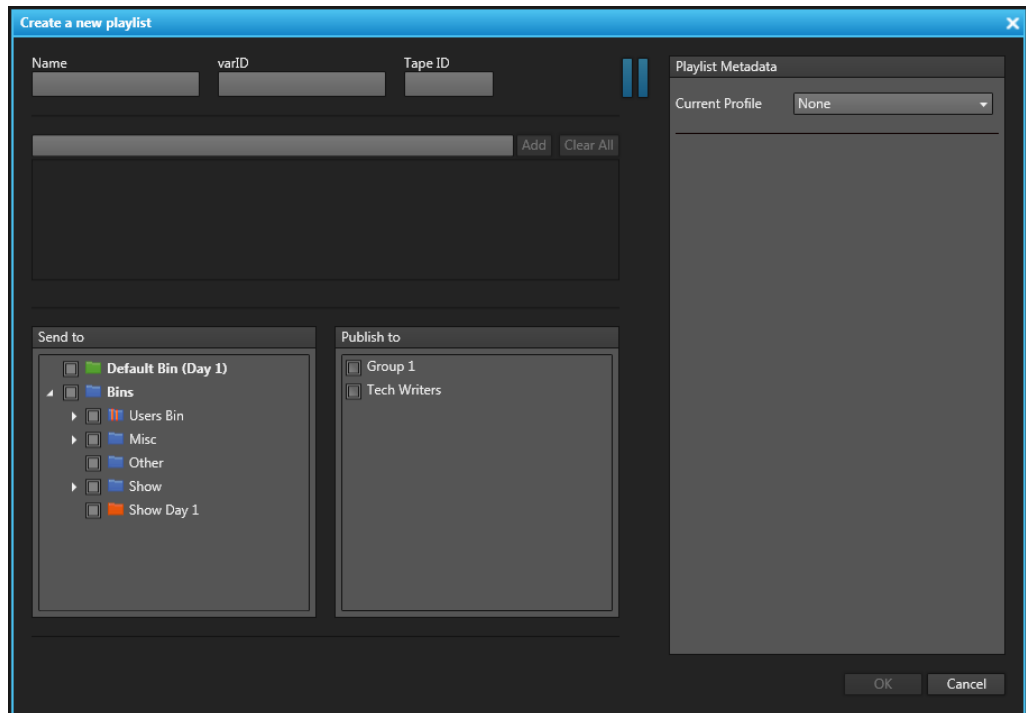 Create a new playlist
Name varID Tape ID
Add Clear All
Send to
Default Bin (Day 1)
Bins
Users Bin
Misc
Other
Show
Show Day 1
Publish to
Group 1
Tech Writers
Playlist Metadata
Current Profile None
OK Cancel